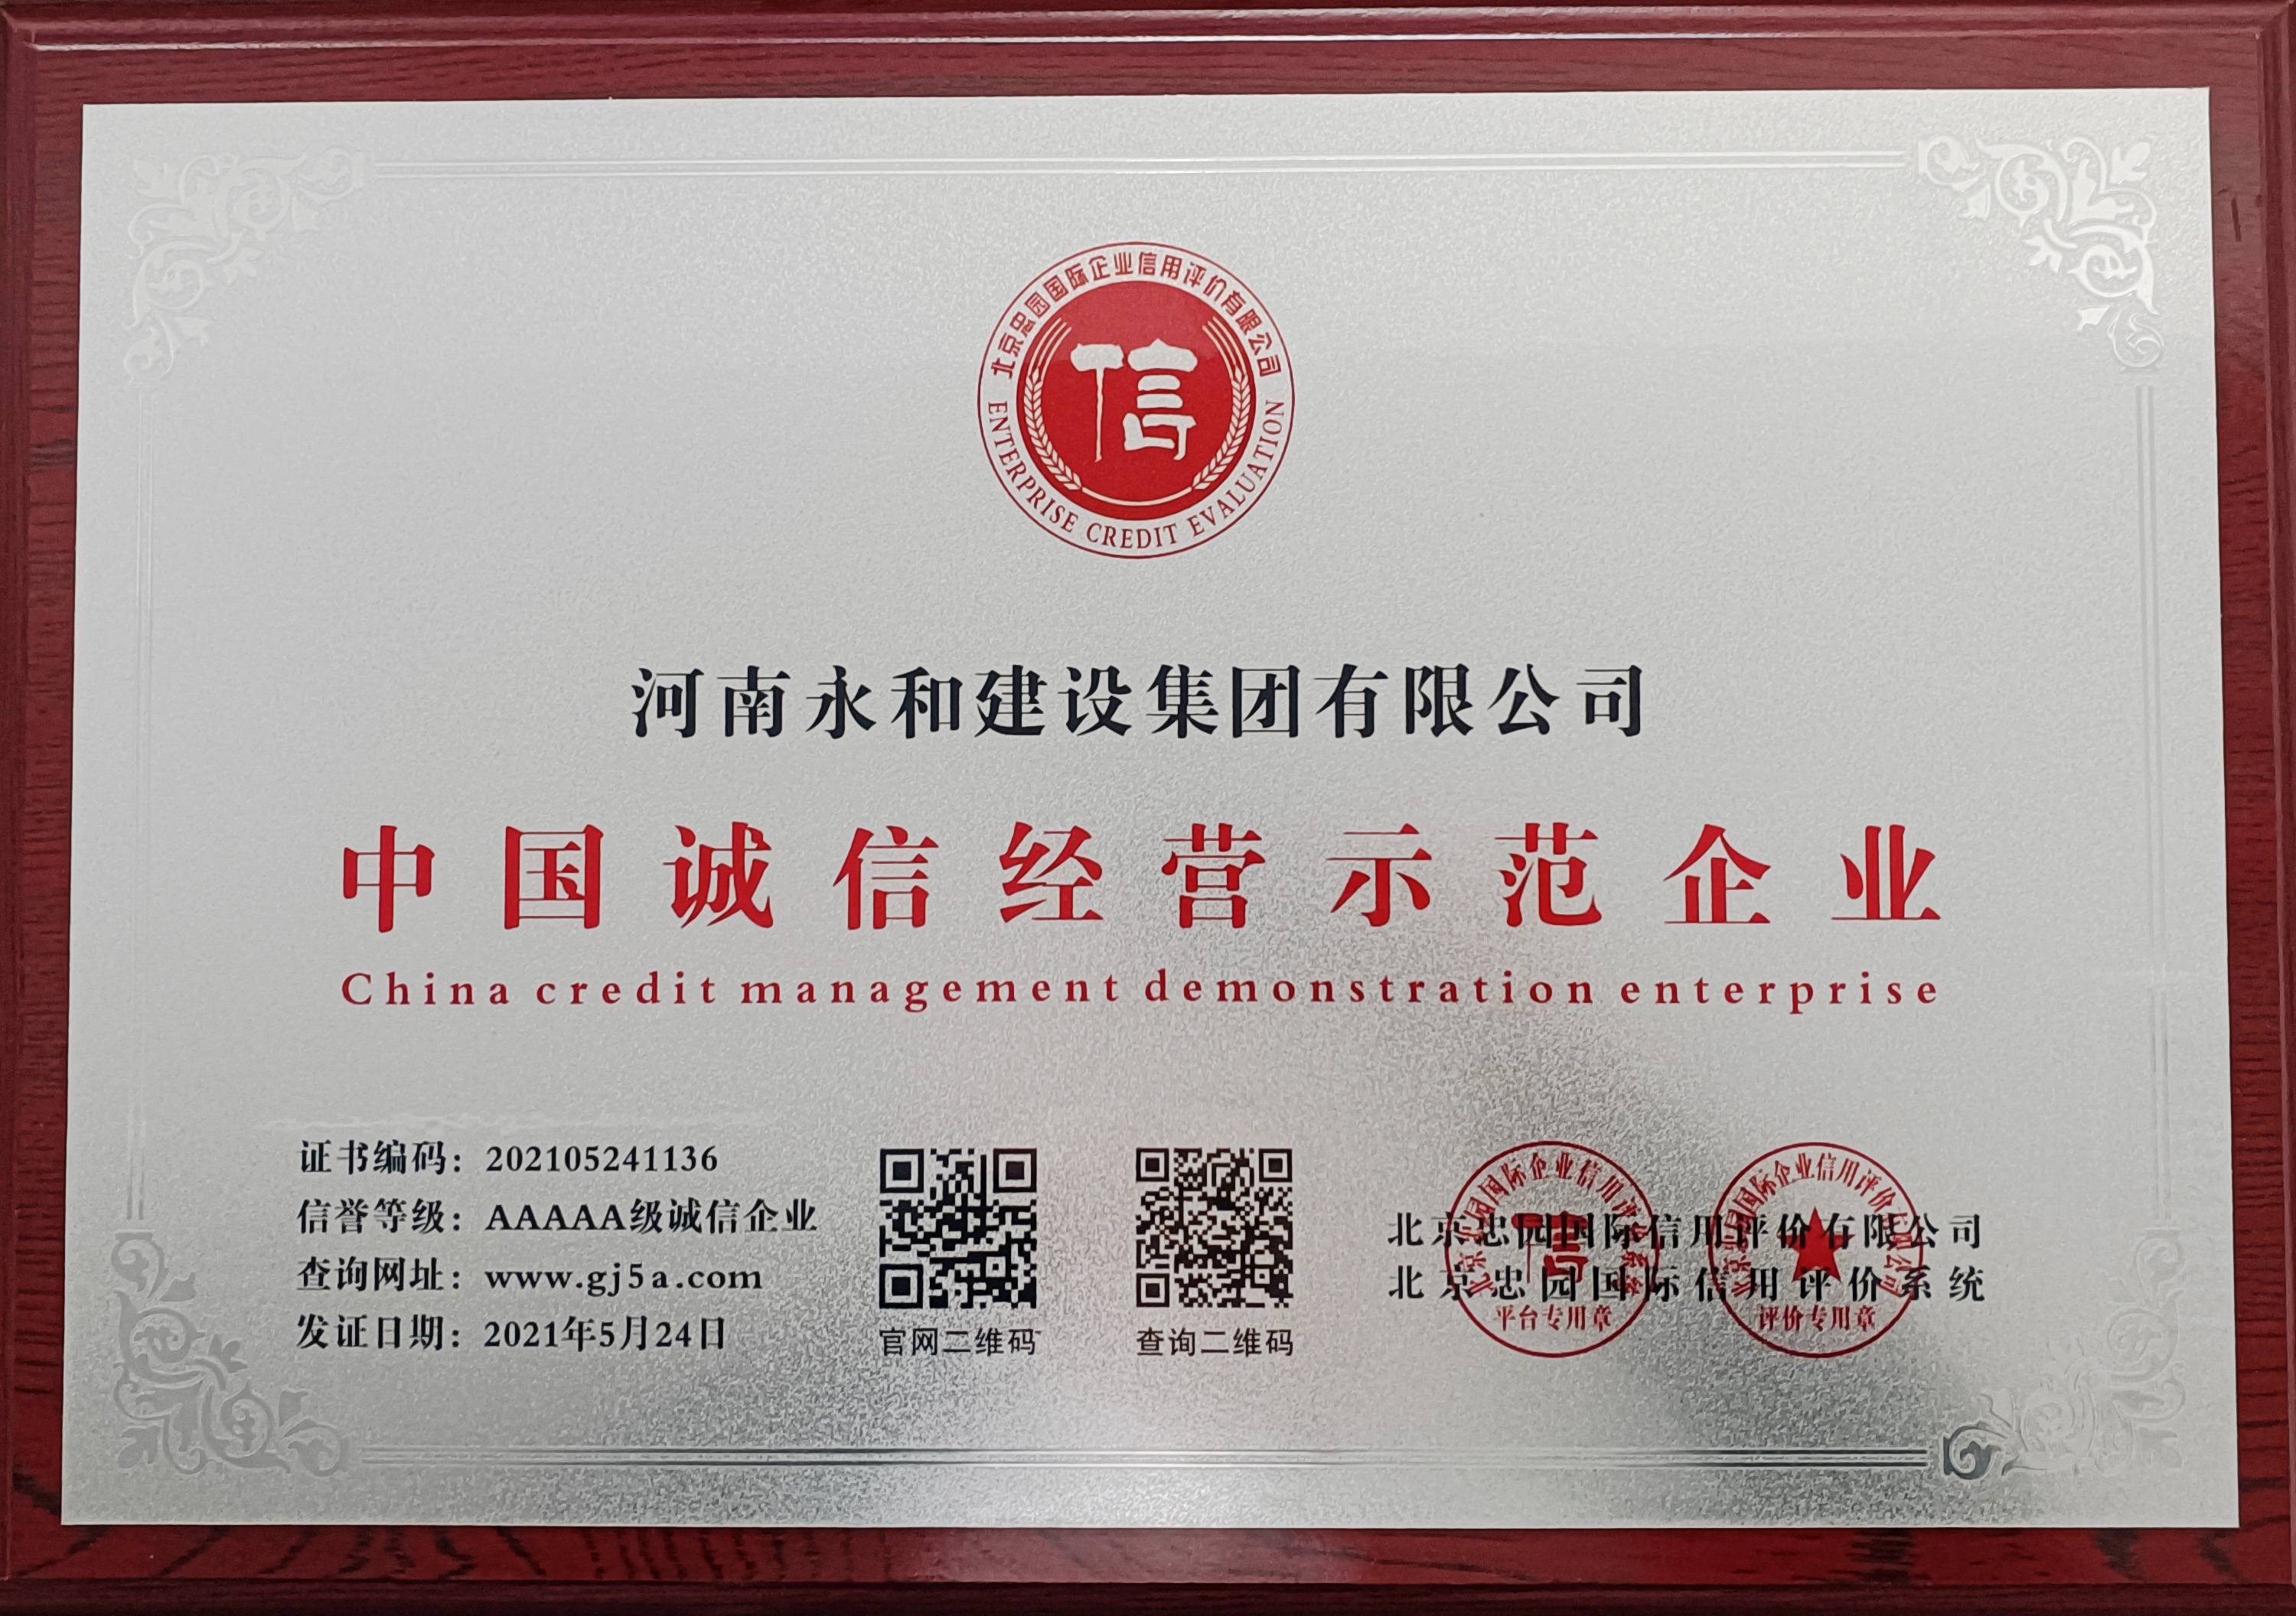 北京忠园国际企业信用评价有限公司
ENTERPRISE CREDIT EVALUATION
信
河南永和建设集团有限公司
中国诚信经营示范企业
China credit management demonstration enterprise
证书编码：202105241136
信誉等级：AAAAA级诚信企业
查询网址：www.gj5a.com
发证日期：2021年5月24日
官网二维码
查询二维码
北京忠园国际信用评价有限公司
北京忠园国际信用评价系统
信
平台专用章
评价专用章